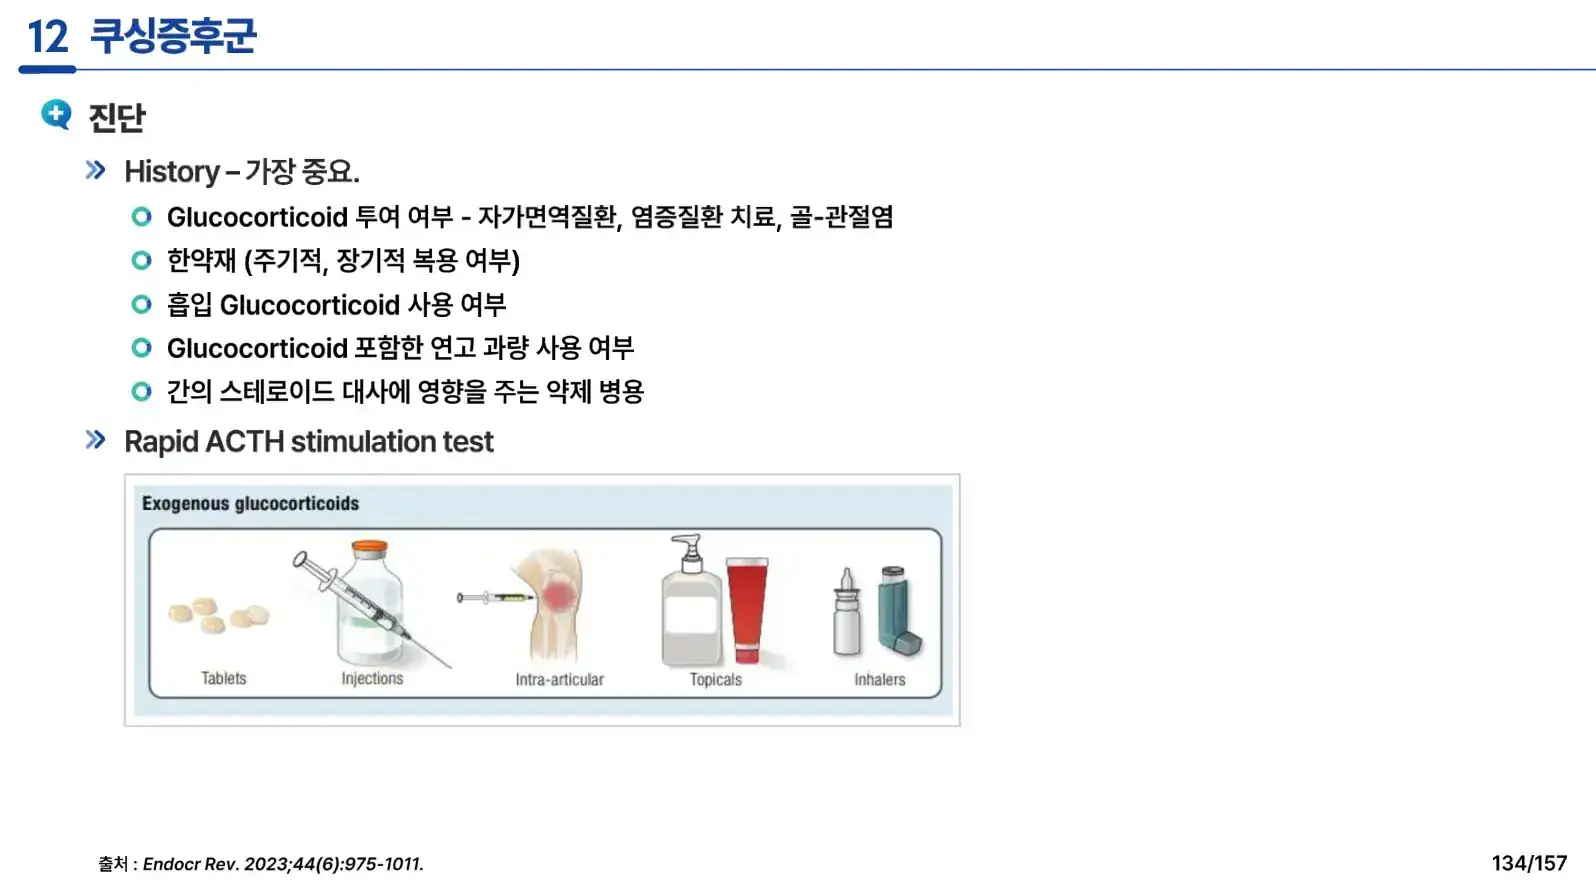 12 쿠싱증후군
진단
History – 가장 중요.
Glucocorticoid 투여 여부 - 자가면역질환, 염증질환 치료, 골-관절염
한약재 (주기적, 장기적 복용 여부)
흡입 Glucocorticoid 사용 여부
Glucocorticoid 포함한 연고 과량 사용 여부
간의 스테로이드 대사에 영향을 주는 약제 병용
Rapid ACTH stimulation test
Exogenous glucocorticoids
Tablets Injections Intra-articular Topicals Inhalers
출처 : Endocr Rev. 2023;44(6):975-1011.
134/157